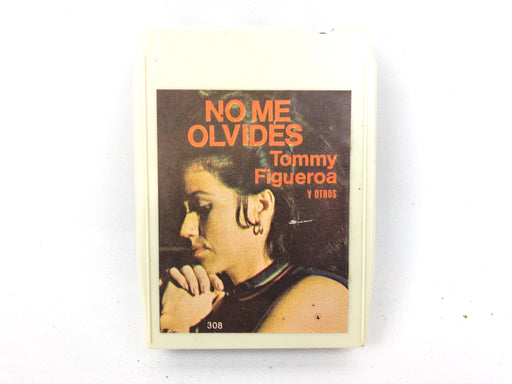 NO ME
OLVIDES
Tommy
Figueroa
Y OTROS
308